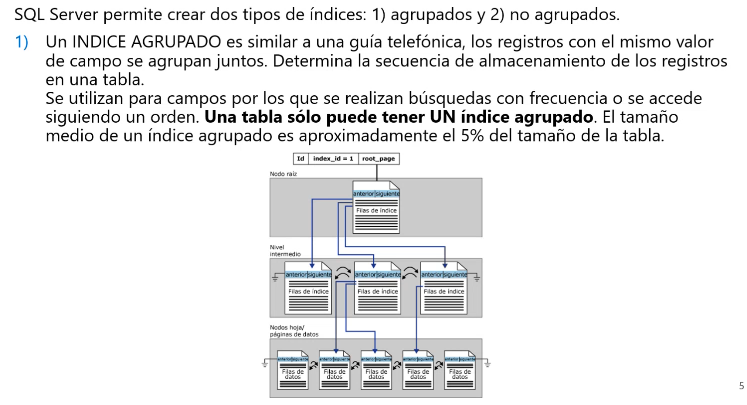 SQL Server permite crear dos tipos de índices: 1) agrupados y 2) no agrupados.
1) Un INDICE AGRUPADO es similar a una guía telefónica, los registros con el mismo valor
de campo se agrupan juntos. Determina la secuencia de almacenamiento de los registros
en una tabla.
Se utilizan para campos por los que se realizan búsquedas con frecuencia o se accede
siguiendo un orden. Una tabla sólo puede tener UN índice agrupado. El tamaño
medio de un índice agrupado es aproximadamente el 5% del tamaño de la tabla.
Id index_id = 1 root_page
Nodo raíz
anterior siguiente
Filas de índice
Nivel
intermedio
anterior siguiente anterior siguiente anterior siguiente
Filas de índice Filas de índice Filas de índice
Nodos hoja/
páginas de datos
anterior siguiente anterior siguiente anterior siguiente anterior siguiente anterior siguiente
Filas de Filas de Filas de Filas de Filas de
datos datos datos datos datos
5